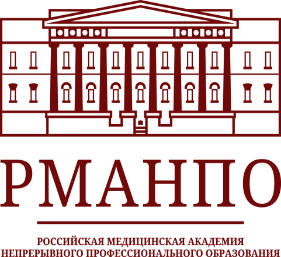 РМАНПО
РОССИЙСКАЯ МЕДИЦИНСКАЯ АКАДЕМИЯ
НЕПРЕРЫВНОГО ПРОФЕССИОНАЛЬНОГО ОБРАЗОВАНИЯ